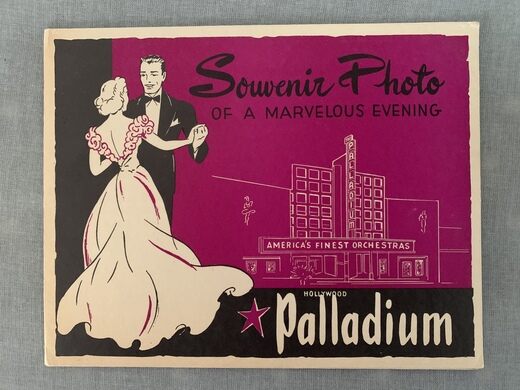 Souvenir Photo
OF A MARVELOUS EVENING
PALLADIUM
AMERICA'S FINEST ORCHESTRAS
HOLLYWOOD
Palladium